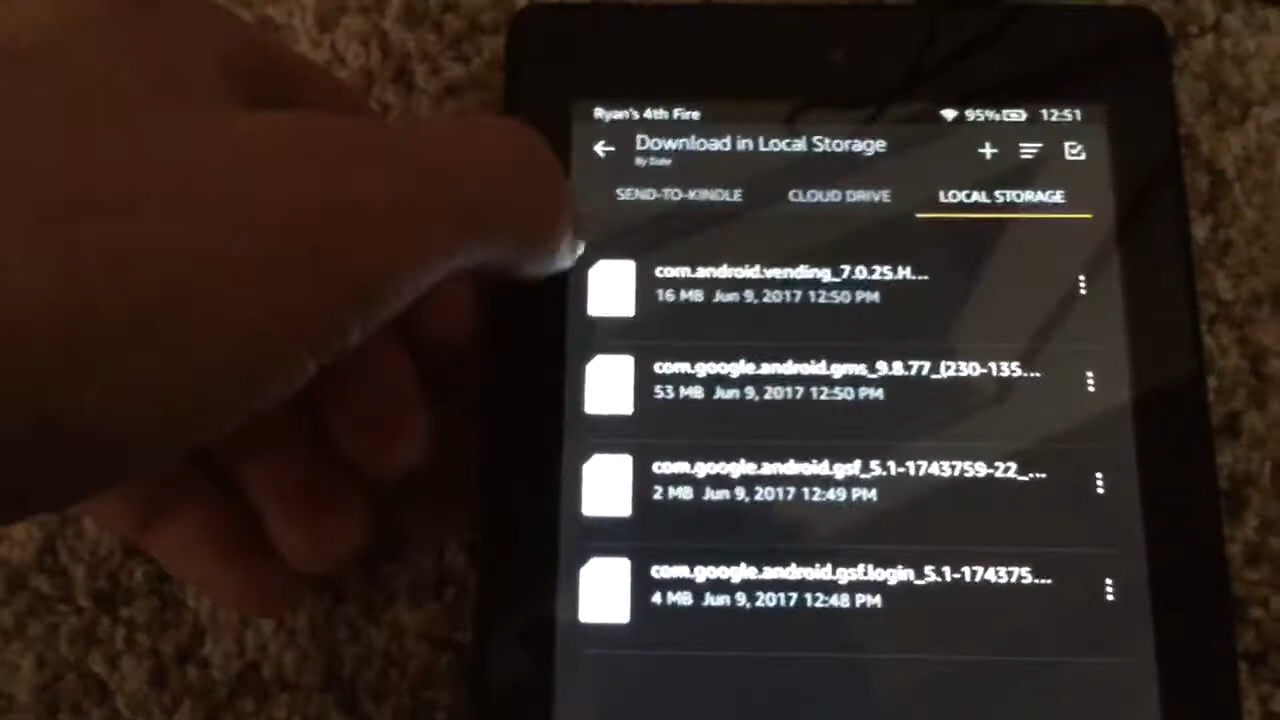 Ryan's 4th Fire 95% 12:51
Download in Local Storage
By Date
SEND-TO-KINDLE CLOUD DRIVE LOCAL STORAGE
com.android.vending_7.0.25.H...
16 MB Jun 9, 2017 12:50 PM
com.google.android.gms_9.8.77_(230-135...
53 MB Jun 9, 2017 12:50 PM
com.google.android.gsf_5.1-1743759-22_...
2 MB Jun 9, 2017 12:49 PM
com.google.android.gsf.login_5.1-174375...
4 MB Jun 9, 2017 12:48 PM